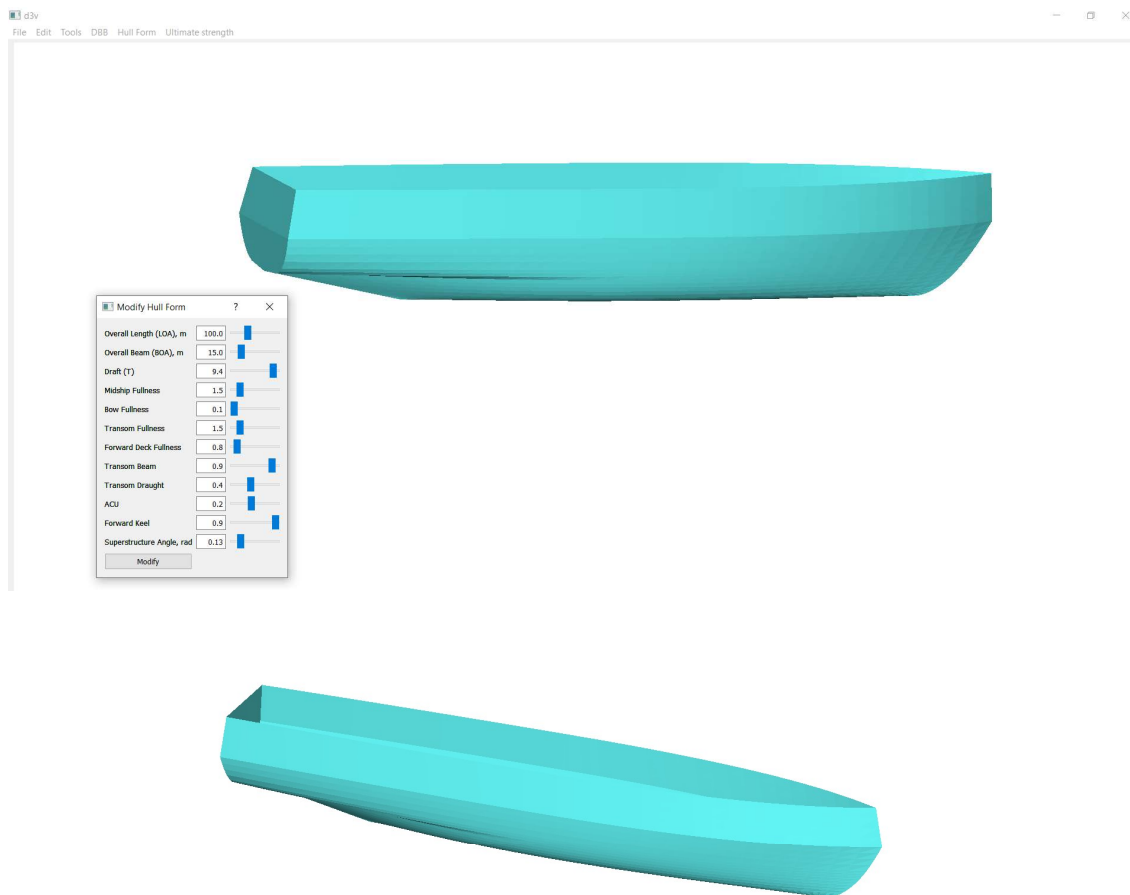 d3v
File Edit Tools DBB Hull Form Ultimate strength
Modify Hull Form ?
Overall Length (LOA), m 100.0
Overall Beam (BOA), m 15.0
Draft (T) 9.4
Midship Fullness 1.5
Bow Fullness 0.1
Transom Fullness 1.5
Forward Deck Fullness 0.8
Transom Beam 0.9
Transom Draught 0.4
ACU 0.2
Forward Keel 0.9
Superstructure Angle, rad 0.13
Modify